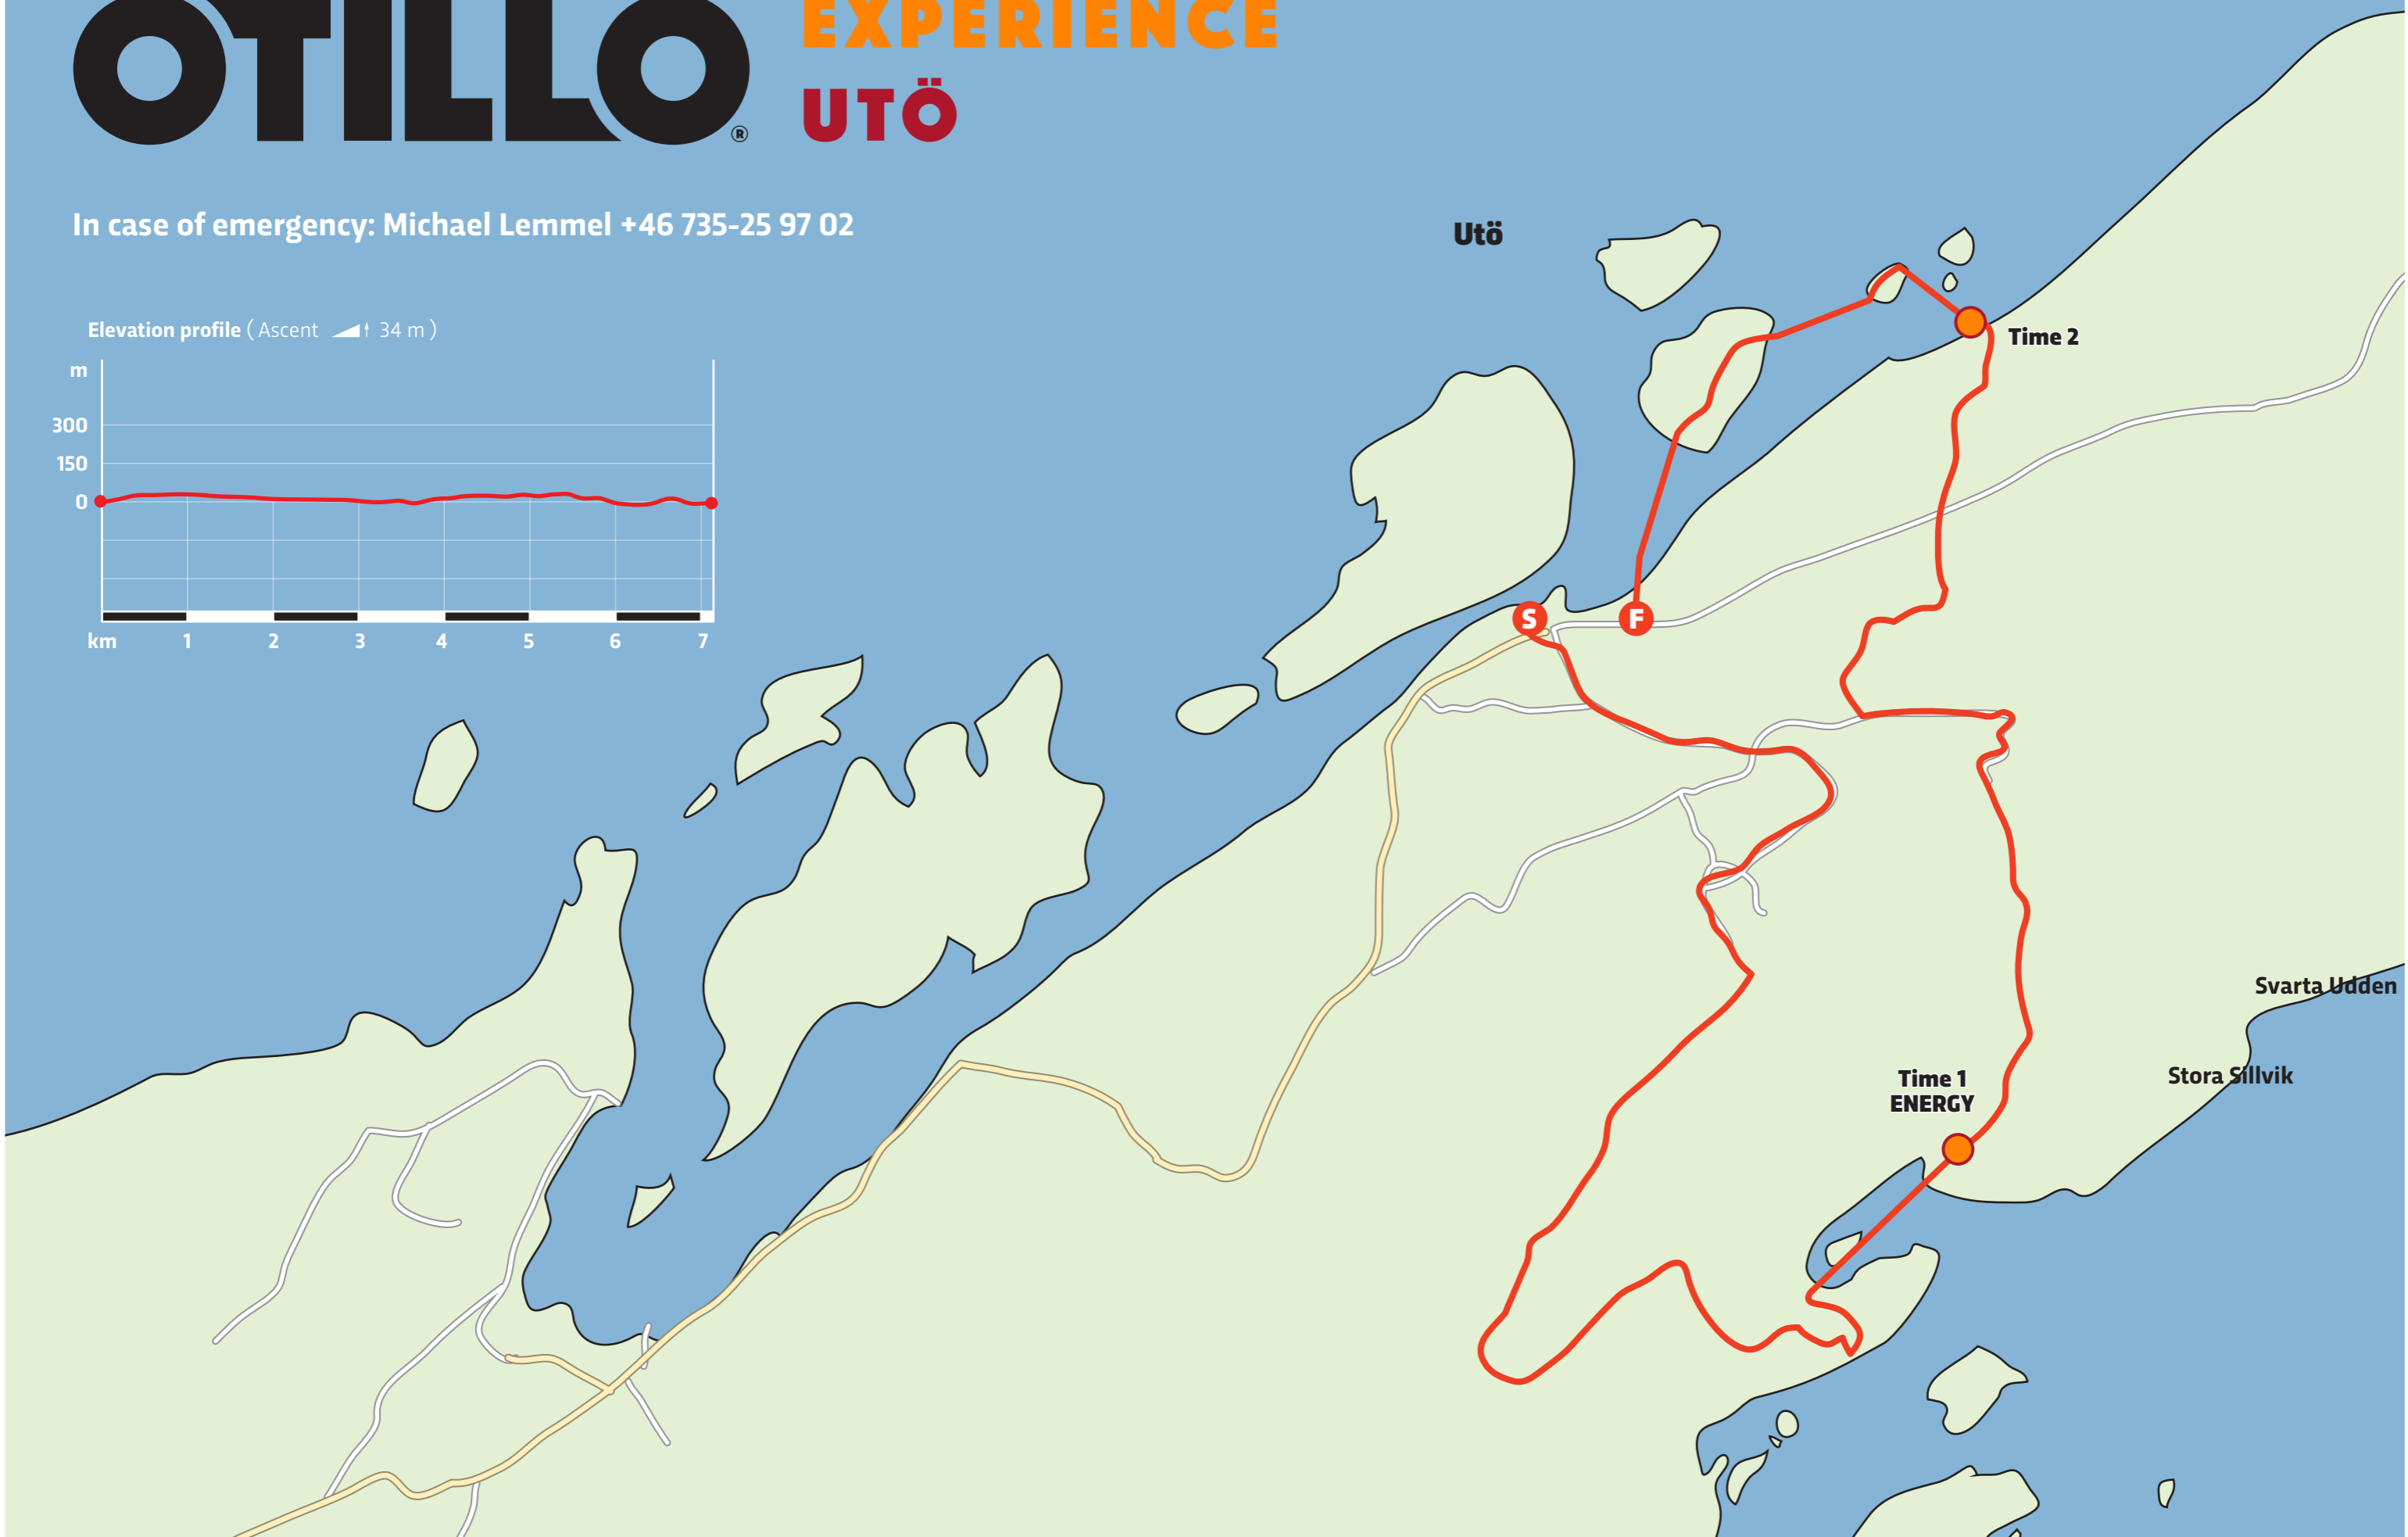 OTILLO®
EXPERIENCE
UTÖ
In case of emergency: Michael Lemmel +46 735-25 97 02
Elevation profile ( Ascent 34 m )
m
300
150
0
km 1 2 3 4 5 6 7
Utö
Time 2
S
F
Svarta Udden
Stora Sillvik
Time 1
ENERGY